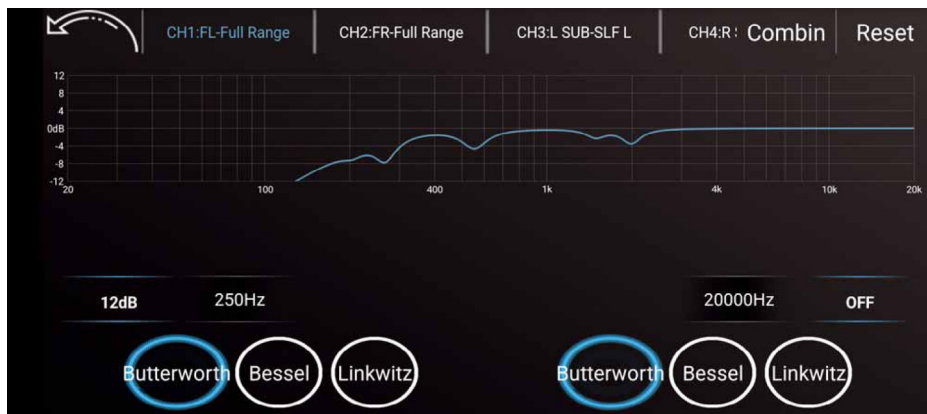 CH1:FL-Full Range CH2:FR-Full Range CH3:L SUB-SLF L CH4:R Combin Reset
12
8
4
0dB
-4
-8
-12
20 100 400 1k 4k 10k 20k
12dB 250Hz 20000Hz OFF
Butterworth Bessel Linkwitz Butterworth Bessel Linkwitz